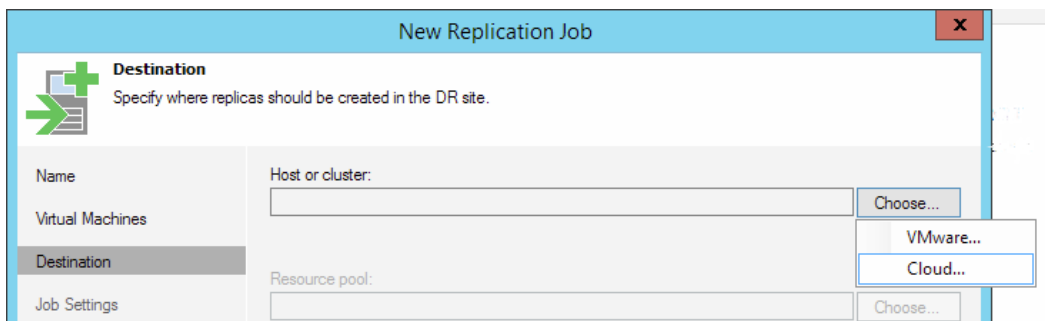 New Replication Job
x
Destination
Specify where replicas should be created in the DR site.
Name
Host or cluster:
Choose...
Virtual Machines
VMware...
Destination
Cloud...
Resource pool:
Job Settings
Choose...